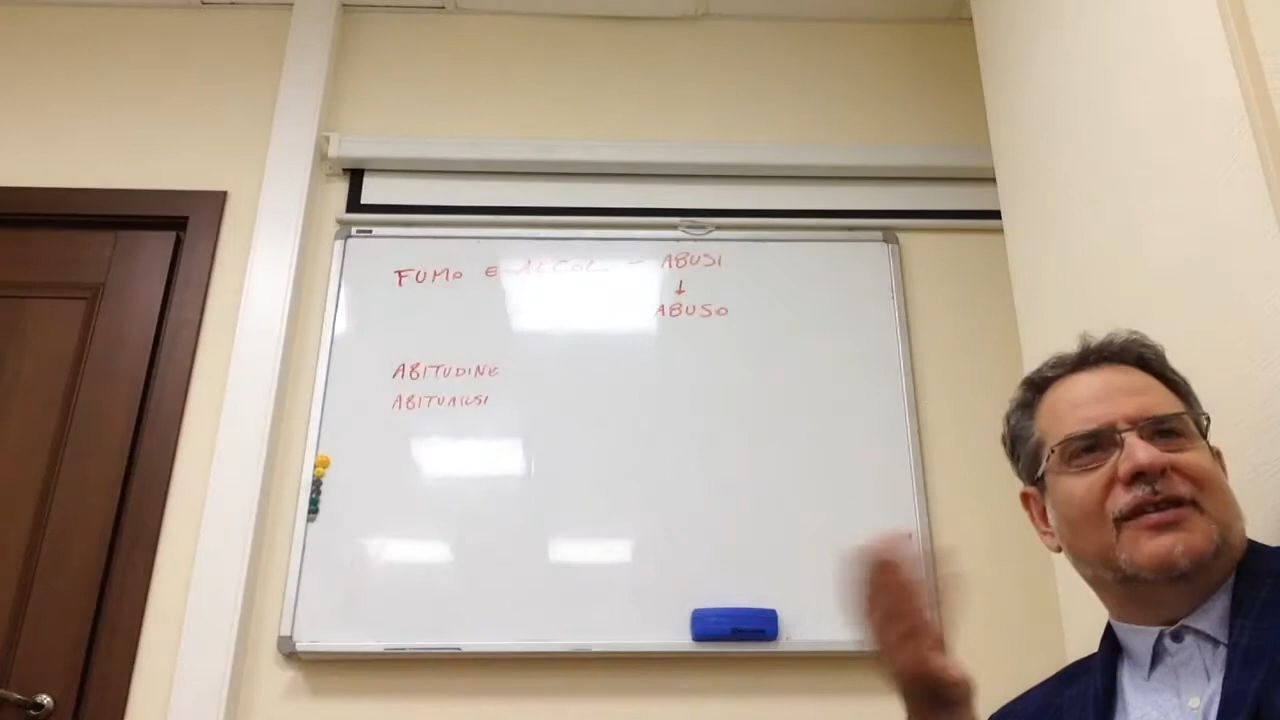 FUMO E ALCOL - ABUSI
↓
ABUSO
ABITUDINE
ABITUARSI